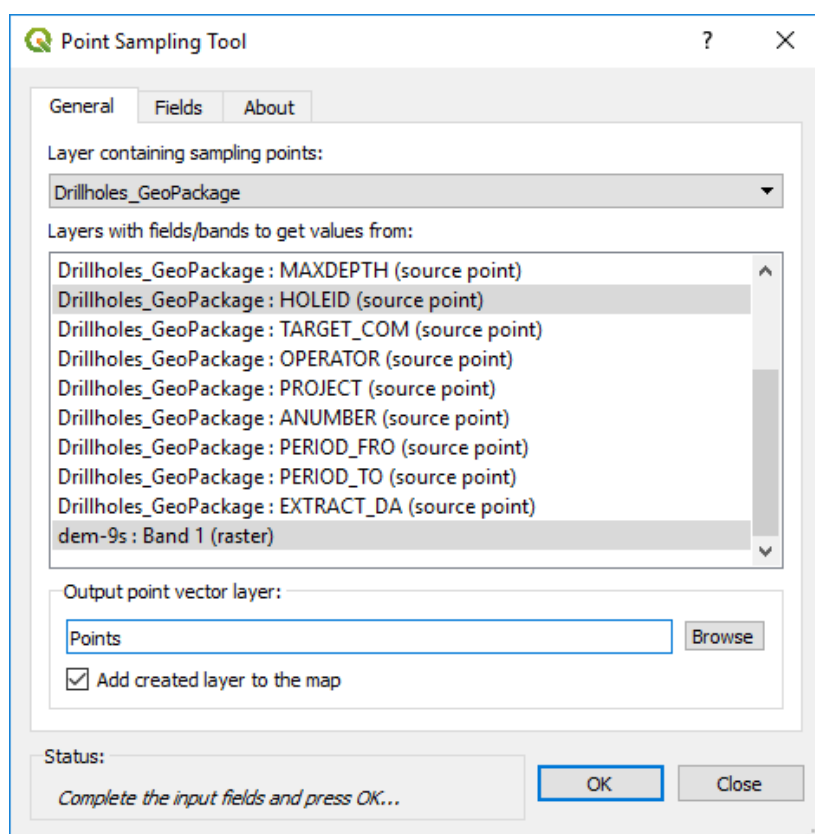 Point Sampling Tool
?
General Fields About
Layer containing sampling points:
Drillholes_GeoPackage
Layers with fields/bands to get values from:
Drillholes_GeoPackage : MAXDEPTH (source point)
Drillholes_GeoPackage : HOLEID (source point)
Drillholes_GeoPackage : TARGET_COM (source point)
Drillholes_GeoPackage : OPERATOR (source point)
Drillholes_GeoPackage : PROJECT (source point)
Drillholes_GeoPackage : ANUMBER (source point)
Drillholes_GeoPackage : PERIOD_FRO (source point)
Drillholes_GeoPackage : PERIOD_TO (source point)
Drillholes_GeoPackage : EXTRACT_DA (source point)
dem-9s : Band 1 (raster)
Output point vector layer:
Points Browse
Add created layer to the map
Status:
Complete the input fields and press OK...
OK Close